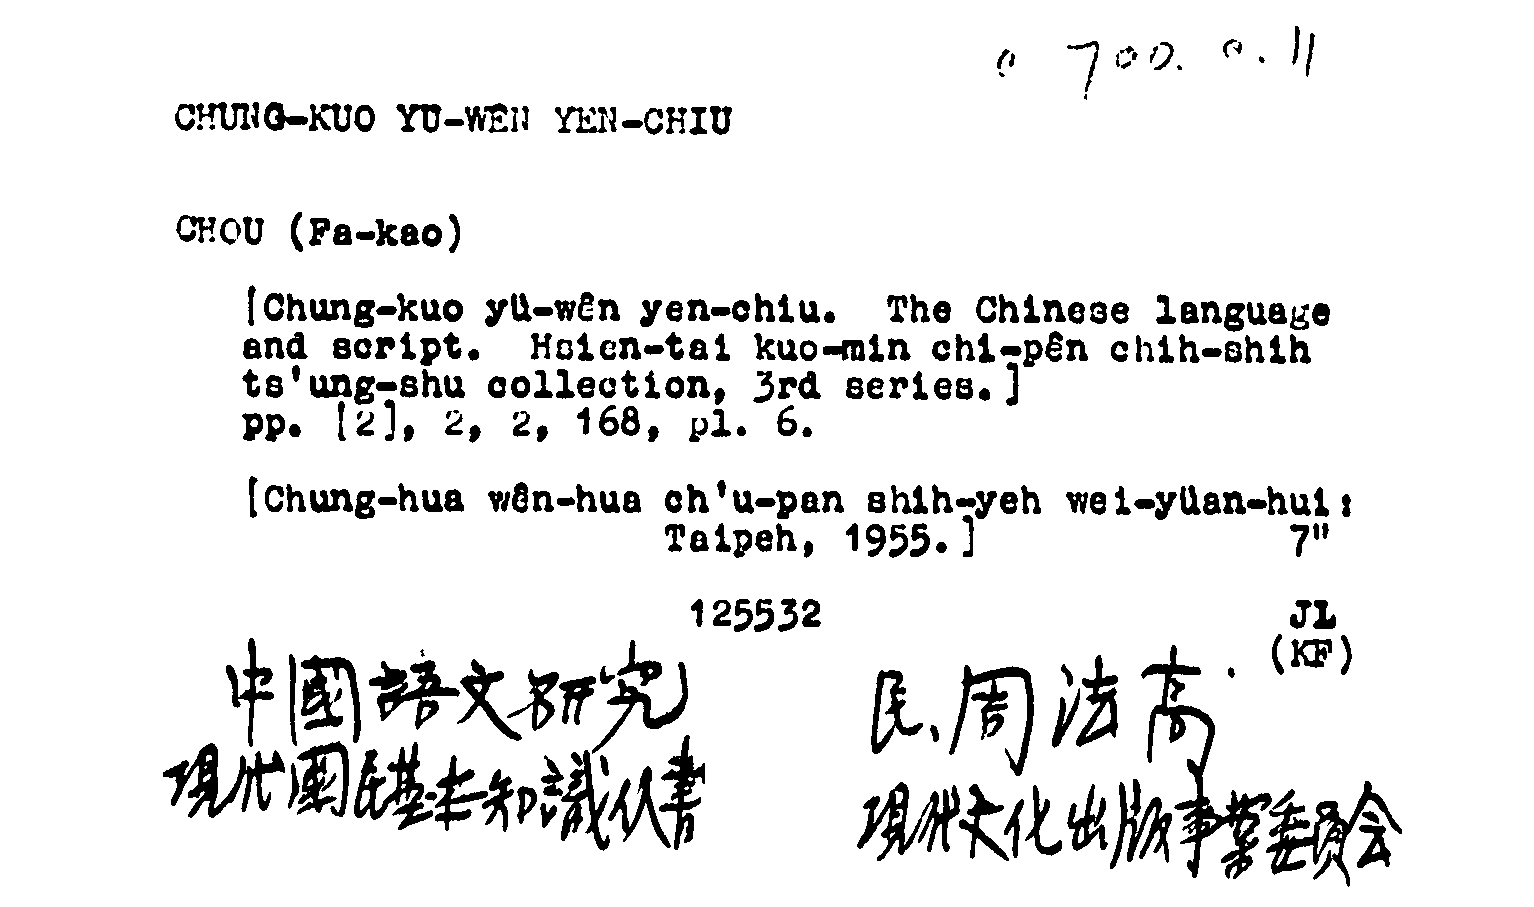 0 700. 0. 11
CHUNG-KUO YU-WÊN YEN-CHIU
CHOU (Fa-kao)
[Chung-kuo yü-wên yen-chiu. The Chinese language
and script. Hsien-tai kuo-min chi-pên chih-shih
ts'ung-shu collection, 3rd series.]
pp. [2], 2, 2, 168, pl. 6.
[Chung-hua wên-hua ch'u-pan shih-yeh wei-yüan-hui:
Taipeh, 1955.] 7"
125532 JL
(KF)
中國語文研究 民、周法高.
現代國民基本知識丛書 現代文化出版事業委員会